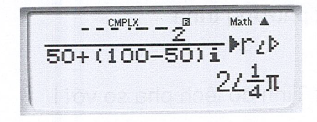 CMPLX R Math ▲
2
50+(100–50)i ▶r∠θ
2∠1/4π